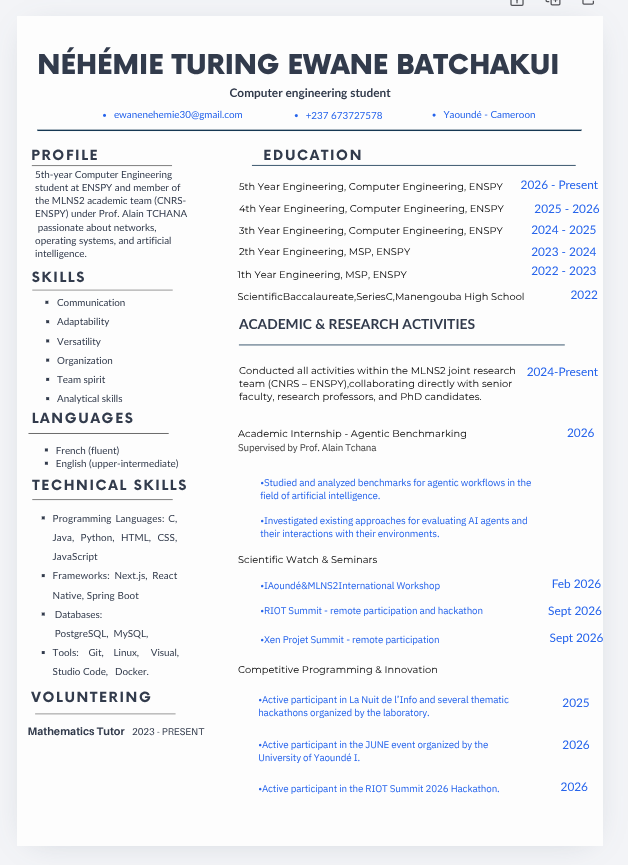 NÉHÉMIE TURING EWANE BATCHAKUI
Computer engineering student
• ewanenehemie30@gmail.com • +237 673727578 • Yaoundé - Cameroon
PROFILE
5th-year Computer Engineering
student at ENSPY and member of
the MLNS2 academic team (CNRS-
ENSPY) under Prof. Alain TCHANA
passionate about networks,
operating systems, and artificial
intelligence.
SKILLS
▪ Communication
▪ Adaptability
▪ Versatility
▪ Organization
▪ Team spirit
▪ Analytical skills
LANGUAGES
▪ French (fluent)
▪ English (upper-intermediate)
TECHNICAL SKILLS
▪ Programming Languages: C,
Java, Python, HTML, CSS,
JavaScript
▪ Frameworks: Next.js, React
Native, Spring Boot
▪ Databases:
PostgreSQL, MySQL,
▪ Tools: Git, Linux, Visual,
Studio Code, Docker.
VOLUNTERING
Mathematics Tutor 2023 - PRESENT
EDUCATION
5th Year Engineering, Computer Engineering, ENSPY 2026 - Present
4th Year Engineering, Computer Engineering, ENSPY 2025 - 2026
3th Year Engineering, Computer Engineering, ENSPY 2024 - 2025
2th Year Engineering, MSP, ENSPY 2023 - 2024
1th Year Engineering, MSP, ENSPY 2022 - 2023
ScientificBaccalaureate,SeriesC,Manengouba High School 2022
ACADEMIC & RESEARCH ACTIVITIES
Conducted all activities within the MLNS2 joint research 2024-Present
team (CNRS – ENSPY),collaborating directly with senior
faculty, research professors, and PhD candidates.
Academic Internship - Agentic Benchmarking 2026
Supervised by Prof. Alain Tchana
•Studied and analyzed benchmarks for agentic workflows in the
field of artificial intelligence.
•Investigated existing approaches for evaluating AI agents and
their interactions with their environments.
Scientific Watch & Seminars
•IAoundé&MLNS2International Workshop Feb 2026
•RIOT Summit - remote participation and hackathon Sept 2026
•Xen Projet Summit - remote participation Sept 2026
Competitive Programming & Innovation
•Active participant in La Nuit de l'Info and several thematic 2025
hackathons organized by the laboratory.
•Active participant in the JUNE event organized by the 2026
University of Yaoundé I.
•Active participant in the RIOT Summit 2026 Hackathon. 2026